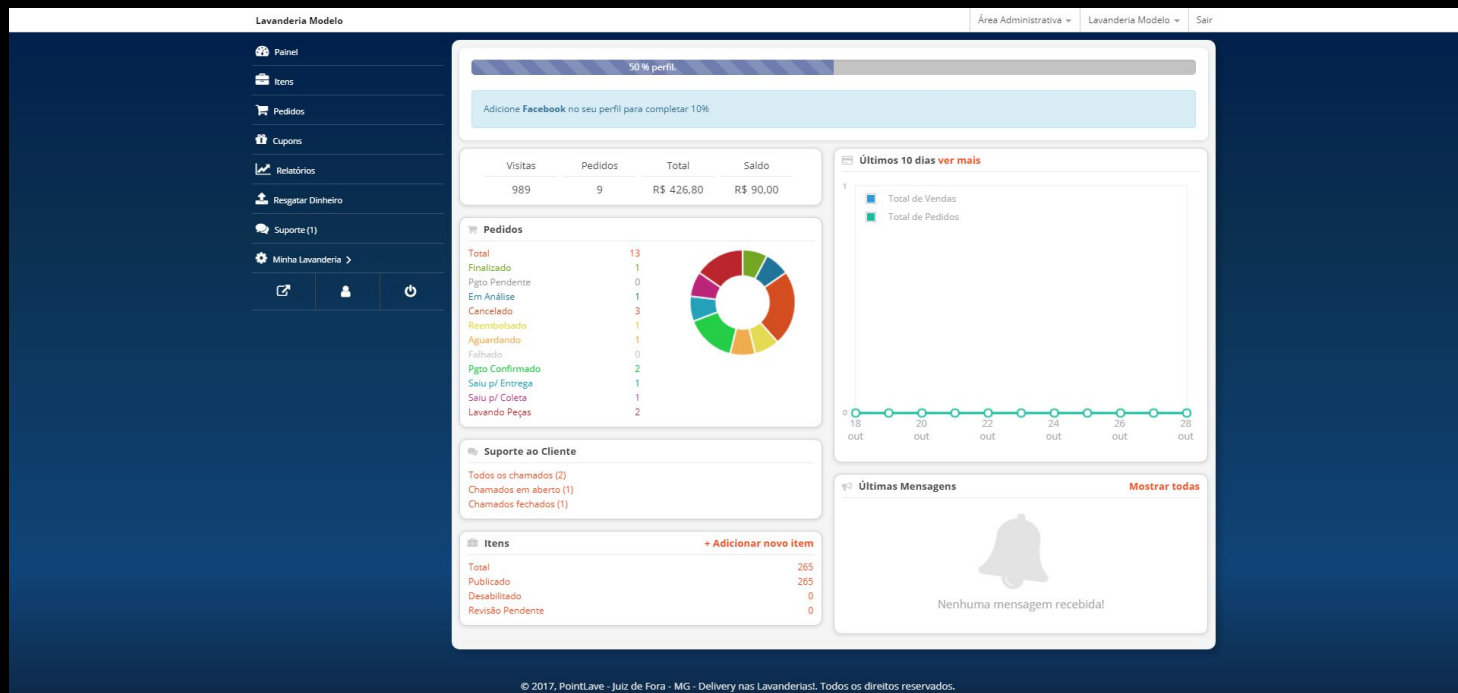 Lavanderia Modelo
Área Administrativa
Lavanderia Modelo
Sair
Painel
Itens
Pedidos
Cupons
Relatórios
Resgatar Dinheiro
Suporte (1)
Minha Lavanderia
50 % perfil.
Adicione Facebook no seu perfil para completar 10%
Visitas Pedidos Total Saldo
989 9 R$ 426,80 R$ 90,00
Pedidos
Total 13
Finalizado 1
Pgto Pendente 0
Em Análise 1
Cancelado 3
Reembolsado 1
Aguardando 1
Falhado 0
Pgto Confirmado 2
Saiu p/ Entrega 1
Saiu p/ Coleta 1
Lavando Peças 2
Suporte ao Cliente
Todos os chamados (2)
Chamados em aberto (1)
Chamados fechados (1)
Itens + Adicionar novo item
Total 265
Publicado 265
Desabilitado 0
Revisão Pendente 0
Últimos 10 dias ver mais
1
Total de Vendas
Total de Pedidos
0
18 20 22 24 26 28
out out out out out out
Últimas Mensagens Mostrar todas
Nenhuma mensagem recebida!
© 2017, PointLave - Juiz de Fora - MG - Delivery nas Lavanderias!. Todos os direitos reservados.